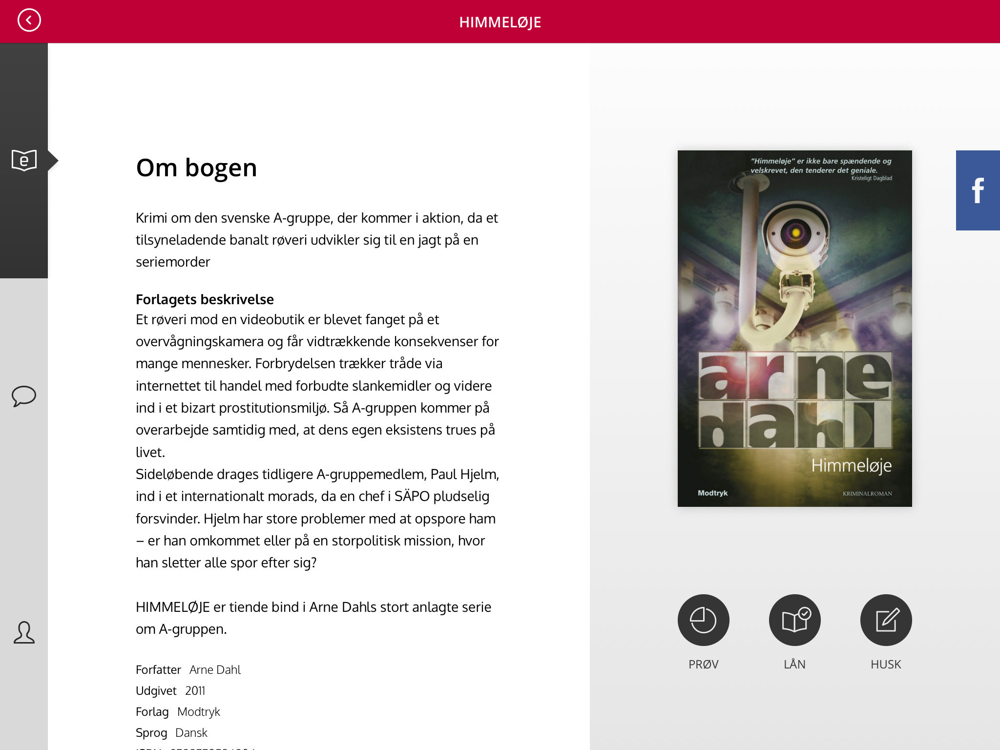 HIMMELØJE
Om bogen
Krimi om den svenske A-gruppe, der kommer i aktion, da et
tilsyneladende banalt røveri udvikler sig til en jagt på en
seriemorder
Forlagets beskrivelse
Et røveri mod en videobutik er blevet fanget på et
overvågningskamera og får vidtrækkende konsekvenser for
mange mennesker. Forbrydelsen trækker tråde via
internettet til handel med forbudte slankemidler og videre
ind i et bizart prostitutionsmiljø. Så A-gruppen kommer på
overarbejde samtidig med, at dens egen eksistens trues på
livet.
Sideløbende drages tidligere A-gruppemedlem, Paul Hjelm,
ind i et internationalt morads, da en chef i SÄPO pludselig
forsvinder. Hjelm har store problemer med at opspore ham
– er han omkommet eller på en storpolitisk mission, hvor
han sletter alle spor efter sig?
HIMMELØJE er tiende bind i Arne Dahls stort anlagte serie
om A-gruppen.
Forfatter Arne Dahl
Udgivet 2011
Forlag Modtryk
Sprog Dansk
"Himmeløje" er ikke bare spændende og
velskrevet, den tenderer det geniale.
Kristeligt Dagblad
arne
dahl
Himmeløje
Modtryk
KRIMINALROMAN
f
PRØV
LÅN
HUSK